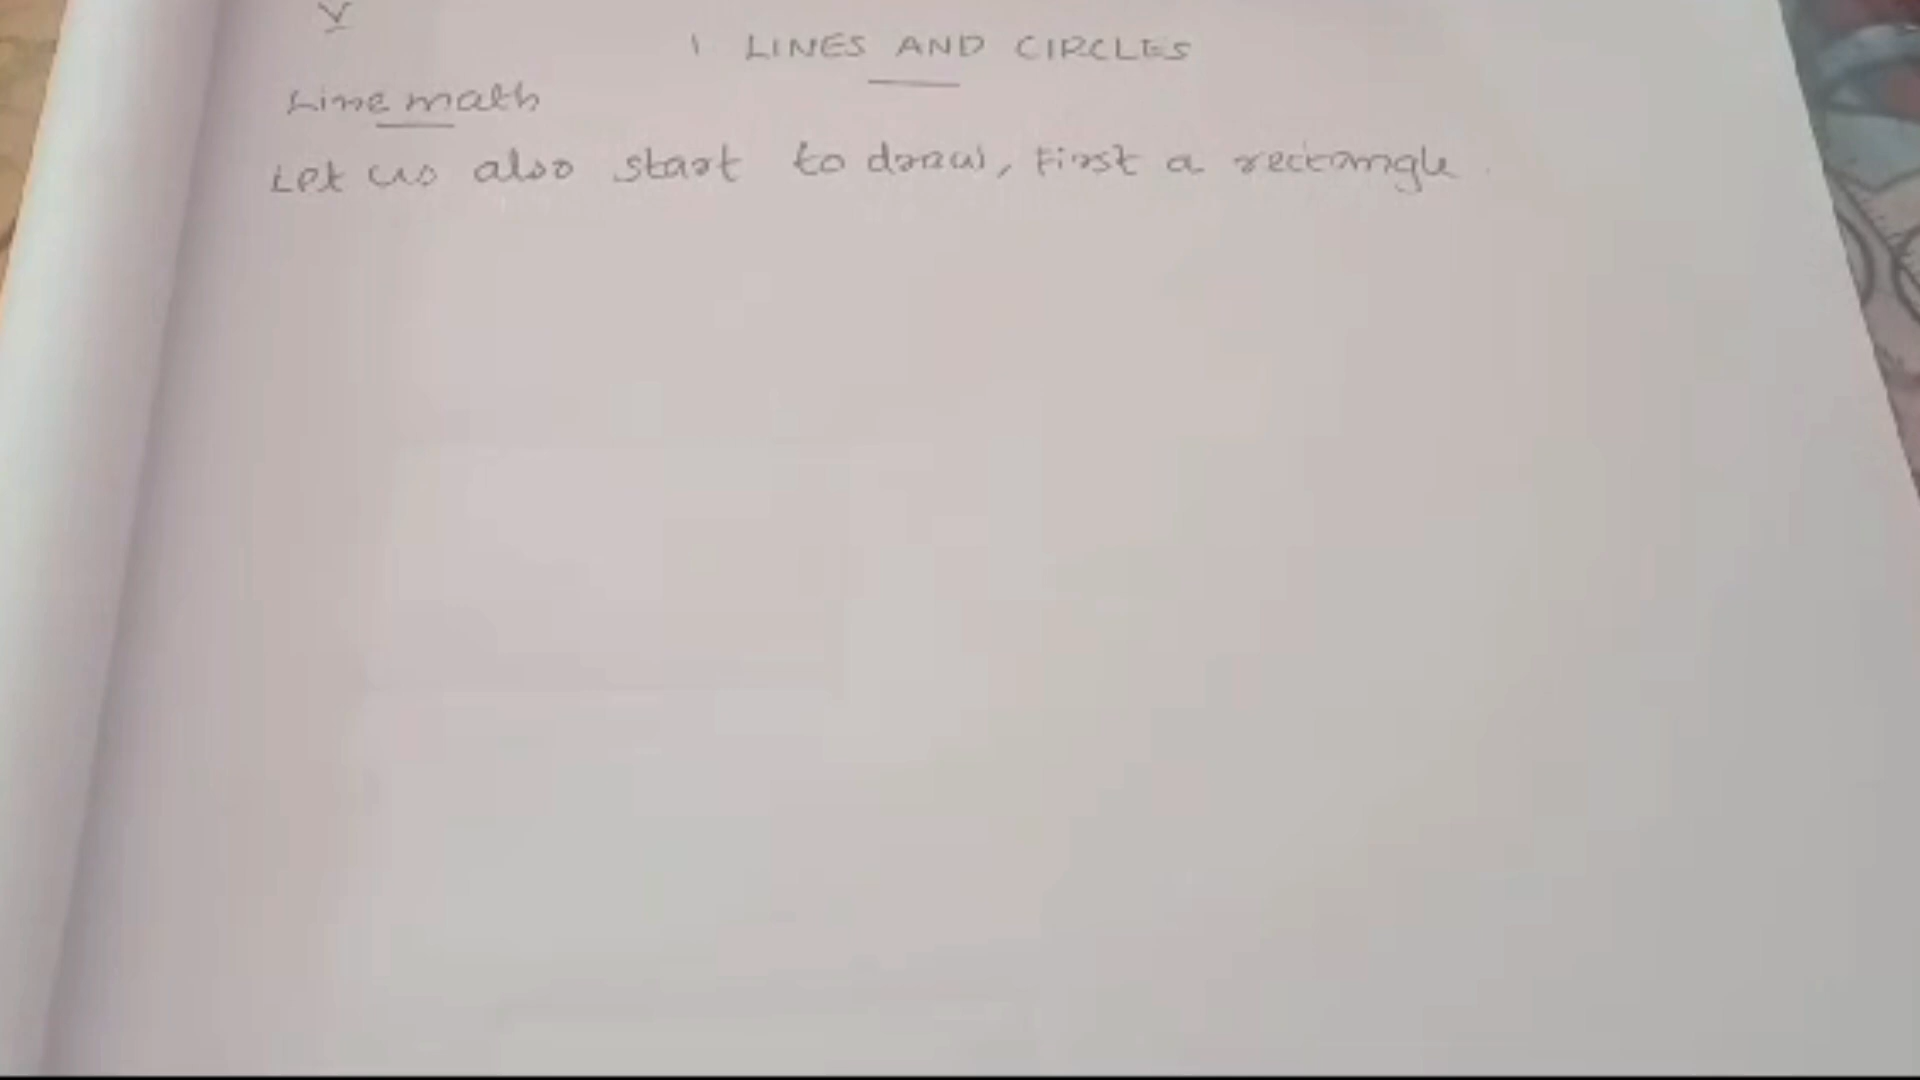 V
1 LINES AND CIRCLES
Line math
Let us also start to draw, First a rectangle.